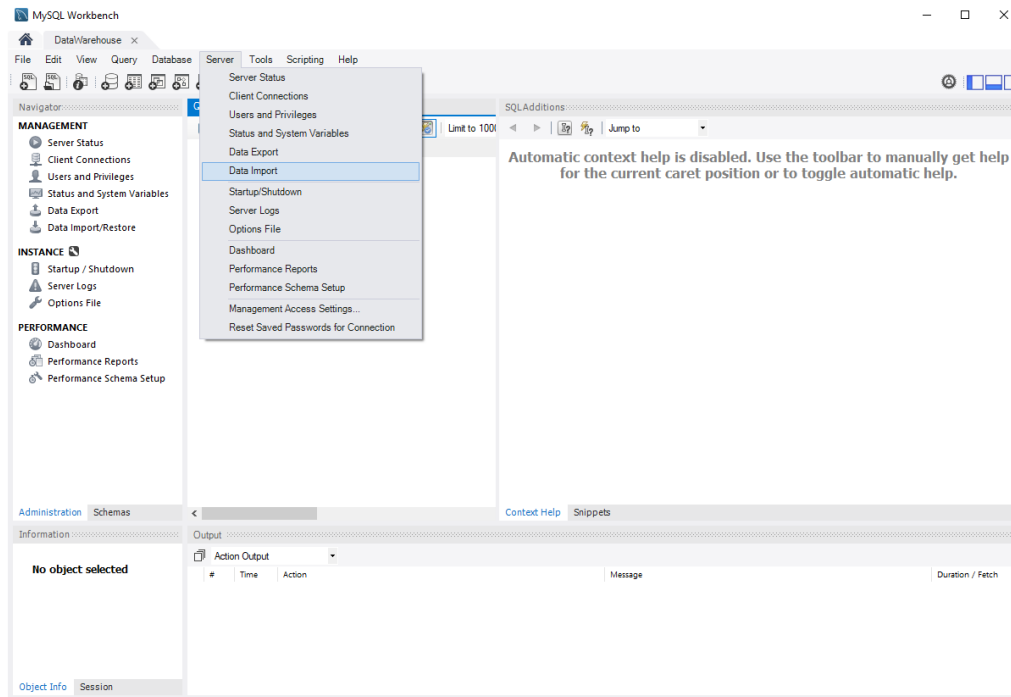 MySQL Workbench
DataWarehouse
File Edit View Query Database Server Tools Scripting Help
Server Status
Client Connections
Users and Privileges
Status and System Variables
Data Export
Data Import
Startup/Shutdown
Server Logs
Options File
Dashboard
Performance Reports
Performance Schema Setup
Management Access Settings...
Reset Saved Passwords for Connection
Navigator
MANAGEMENT
Server Status
Client Connections
Users and Privileges
Status and System Variables
Data Export
Data Import/Restore
INSTANCE
Startup / Shutdown
Server Logs
Options File
PERFORMANCE
Dashboard
Performance Reports
Performance Schema Setup
Administration Schemas
Limit to 1000
SQLAdditions
Jump to
Automatic context help is disabled. Use the toolbar to manually get help
for the current caret position or to toggle automatic help.
Context Help Snippets
Information
No object selected
Object Info Session
Output
Action Output
# Time Action Message Duration / Fetch